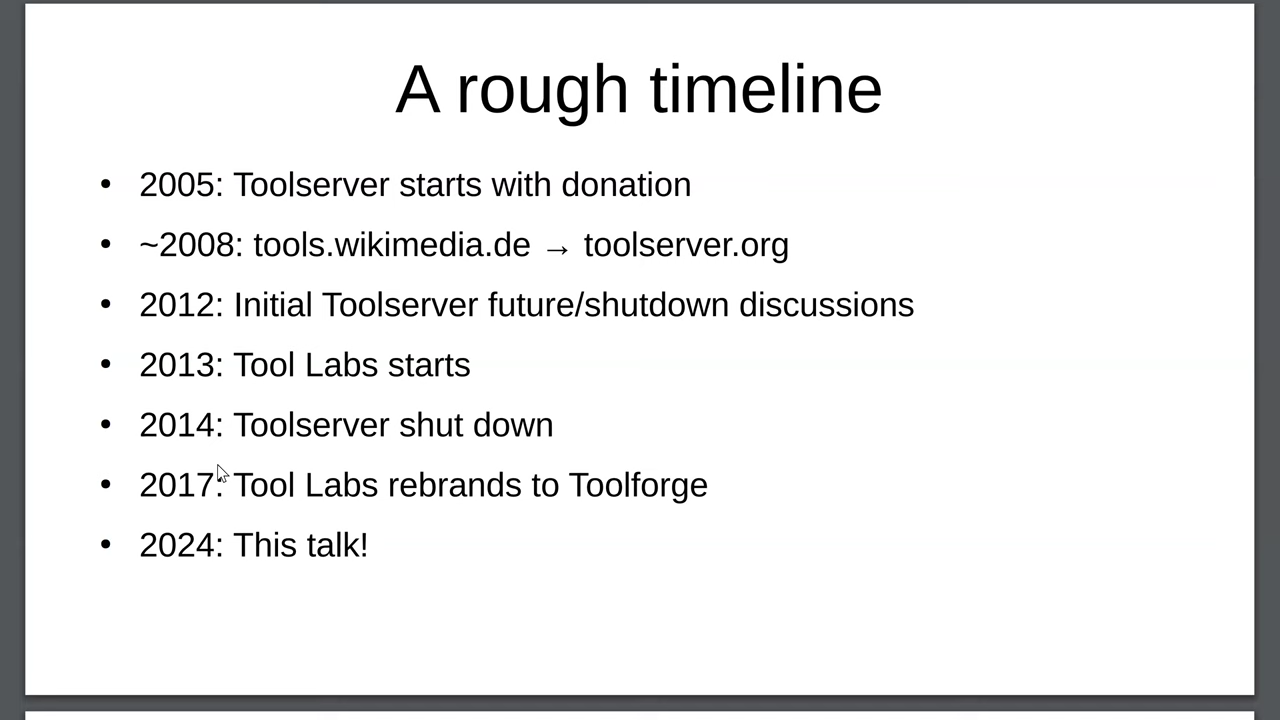 A rough timeline
• 2005: Toolserver starts with donation
• ~2008: tools.wikimedia.de → toolserver.org
• 2012: Initial Toolserver future/shutdown discussions
• 2013: Tool Labs starts
• 2014: Toolserver shut down
• 2017: Tool Labs rebrands to Toolforge
• 2024: This talk!